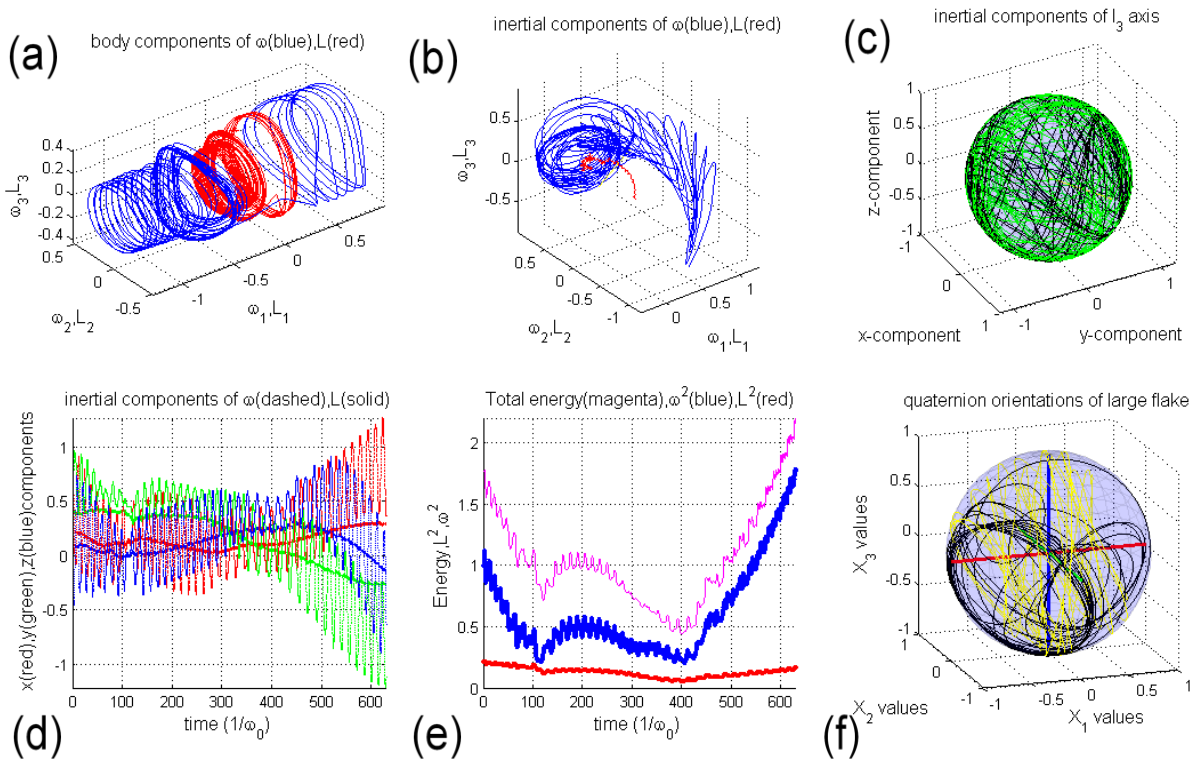 (a)
body components of ω(blue),L(red)
ω3,L3
0.4
0.2
0
-0.2
-0.4
0.5
0
-0.5
ω2,L2
-1
-0.5
0
0.5
ω1,L1
(b)
inertial components of ω(blue),L(red)
ω3,L3
0.5
0
-0.5
0.5
0
-0.5
-1
ω2,L2
0
0.5
1
ω1,L1
(c)
inertial components of I3 axis
z-component
1
0.5
0
-0.5
-1
-1
0
1
x-component
-1
0
1
y-component
(d)
inertial components of ω(dashed),L(solid)
x(red),y(green),z(blue)components
1
0.5
0
-0.5
-1
0 100 200 300 400 500 600
time (1/ω0)
(e)
Total energy(magenta),ω2(blue),L2(red)
Energy,L2,ω2
2
1.5
1
0.5
0
0 100 200 300 400 500 600
time (1/ω0)
(f)
quaternion orientations of large flake
X3 values
1
0.5
0
-0.5
-1
1
0
-1
X2 values
-1 -0.5 0 0.5 1
X1 values